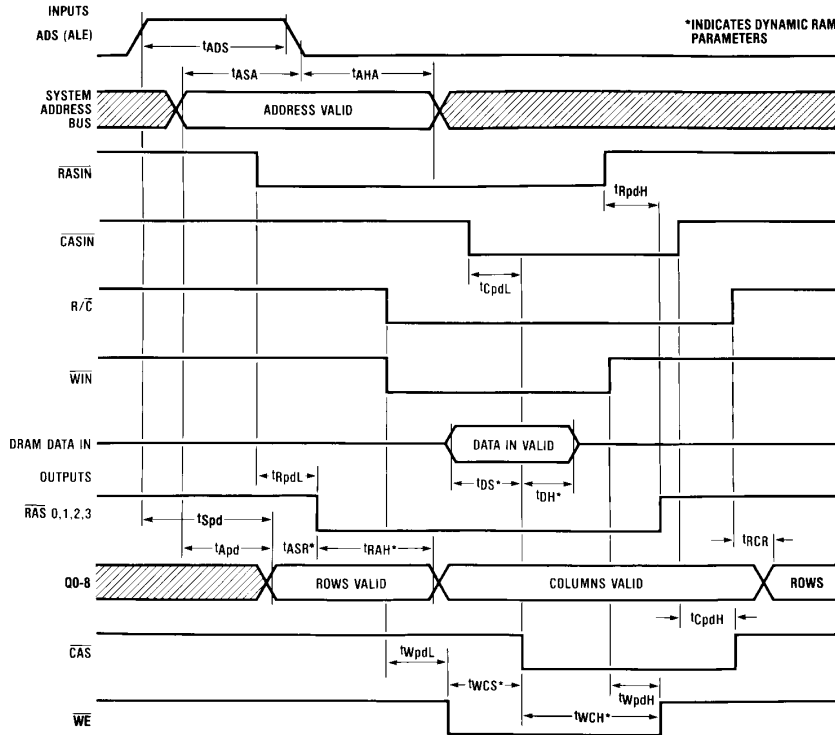 INPUTS
ADS (ALE)
*INDICATES DYNAMIC RAM
PARAMETERS
tADS
tASA
tAHA
SYSTEM
ADDRESS
BUS
ADDRESS VALID
RASIN
tRpdH
CASIN
tCpdL
R/C
WIN
DRAM DATA IN
DATA IN VALID
OUTPUTS
tRpdL
tDS*
tDH*
RAS 0,1,2,3
tSpd
tApd
tASR*
tRAH*
tRCR
Q0-8
ROWS VALID
COLUMNS VALID
ROWS
tCpdH
CAS
tWpdL
tWCS*
tWpdH
tWCH*
WE